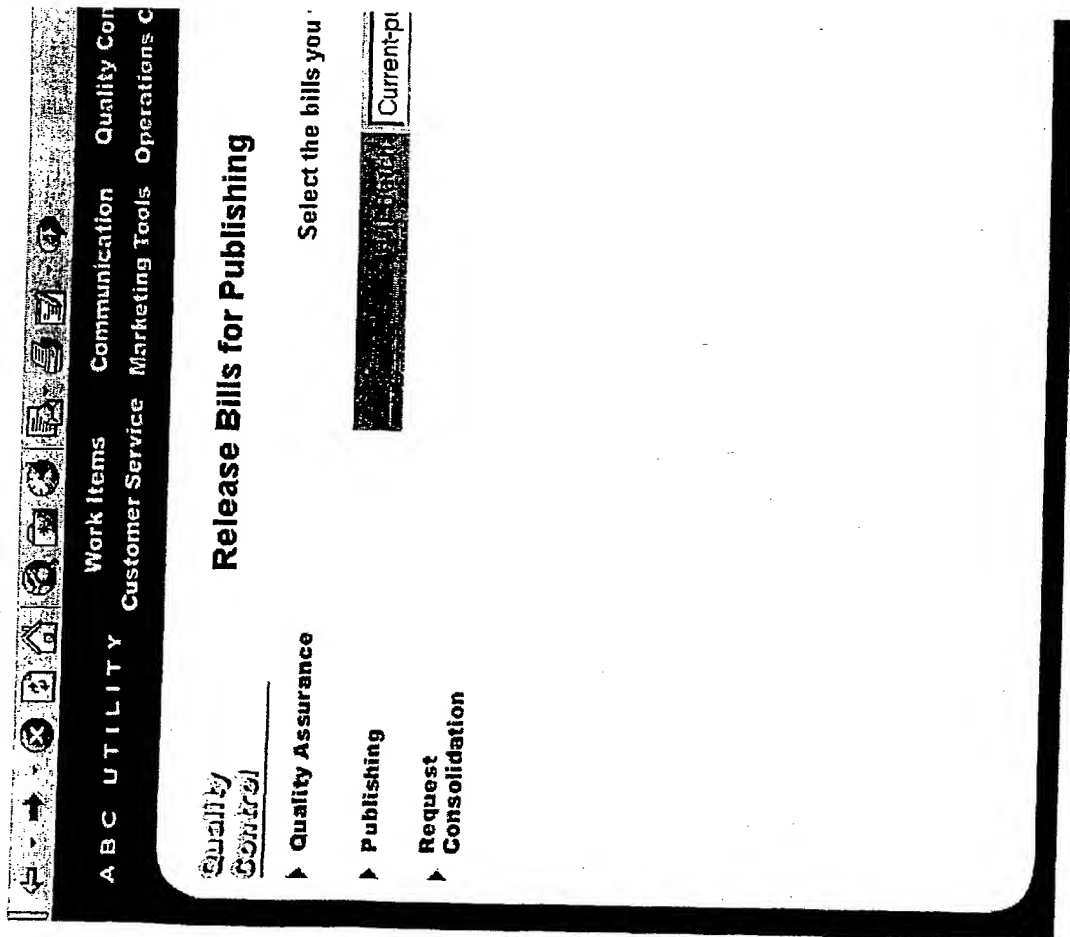 Work Items Communication Quality Con
A B C U T I L I T Y Customer Service Marketing Tools Operations C
Quality
Control
Release Bills for Publishing
Quality Assurance
Select the bills you
Publishing
Current-pu
Request
Consolidation